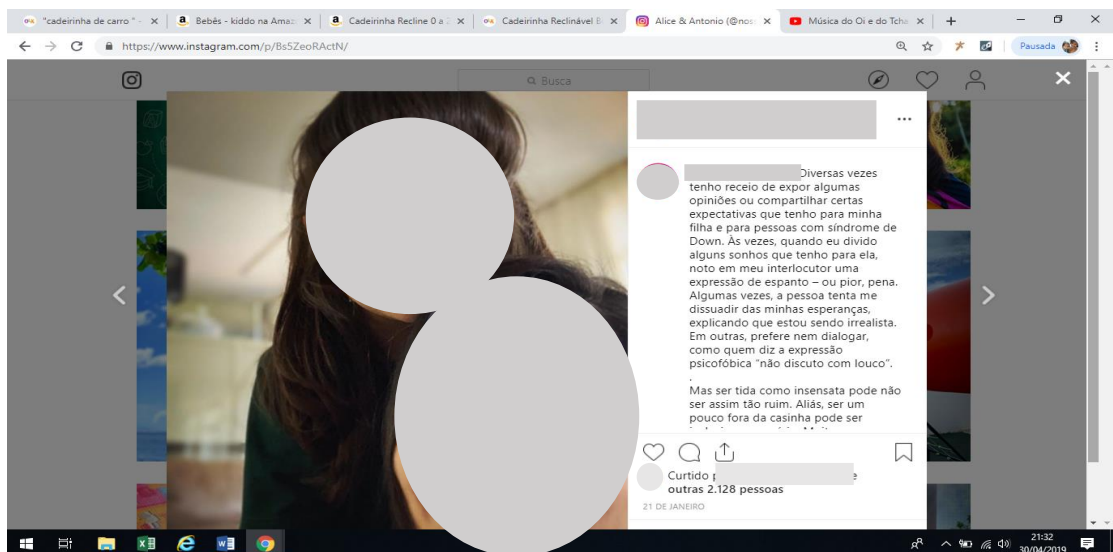 "cadeirinha de carro " -
Bebês - kiddo na Ama
Cadeirinha Recline 0 a
Cadeirinha Reclinável
Alice & Antonio (@nos
Música do Oi e do Tcha
https://www.instagram.com/p/Bs5ZeoRActN/
Pausada
Busca
Diversas vezes
tenho receio de expor algumas
opiniões ou compartilhar certas
expectativas que tenho para minha
filha e para pessoas com síndrome de
Down. Às vezes, quando eu divido
alguns sonhos que tenho para ela,
noto em meu interlocutor uma
expressão de espanto – ou pior, pena.
Algumas vezes, a pessoa tenta me
dissuadir das minhas esperanças,
explicando que estou sendo irrealista.
Em outras, prefere nem dialogar,
como quem diz a expressão
psicofóbica “não discuto com louco”.
.
Mas ser tida como insensata pode não
ser assim tão ruim. Aliás, ser um
pouco fora da casinha pode ser
Curtido
e
outras 2.128 pessoas
21 DE JANEIRO
21:32
30/04/2019